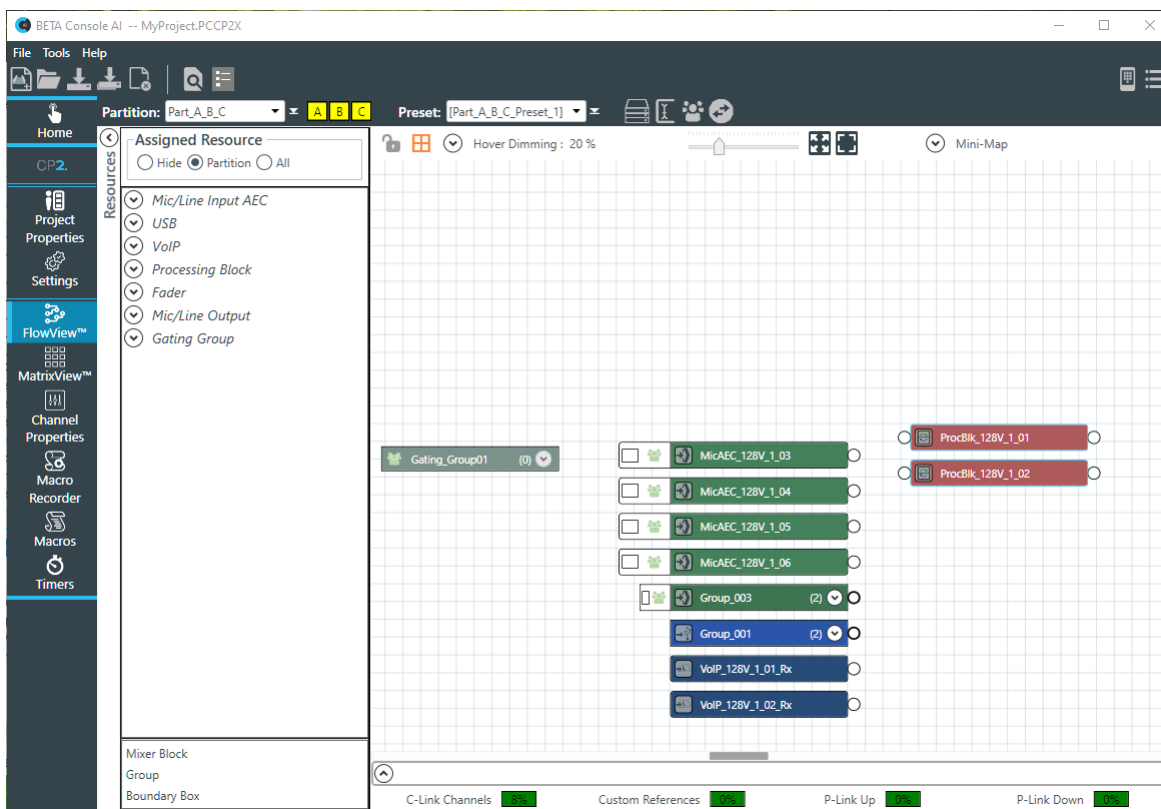 BETA Console AI -- MyProject.PCCP2X
File Tools Help
Partition: Part_A_B_C A B C Preset: [Part_A_B_C_Preset_1]
Home
CP2.
Project Properties
Settings
FlowView™
MatrixView™
Channel Properties
Macro Recorder
Macros
Timers
Resources
Assigned Resource
Hide Partition All
Mic/Line Input AEC
USB
VoIP
Processing Block
Fader
Mic/Line Output
Gating Group
Mixer Block
Group
Boundary Box
Hover Dimming : 20 %
Mini-Map
Gating_Group01 (0)
MicAEC_128V_1_03
MicAEC_128V_1_04
MicAEC_128V_1_05
MicAEC_128V_1_06
Group_003 (2)
Group_001 (2)
VoIP_128V_1_01_Rx
VoIP_128V_1_02_Rx
ProcBlk_128V_1_01
ProcBlk_128V_1_02
C-Link Channels 8% Custom References 0% P-Link Up 0% P-Link Down 0%